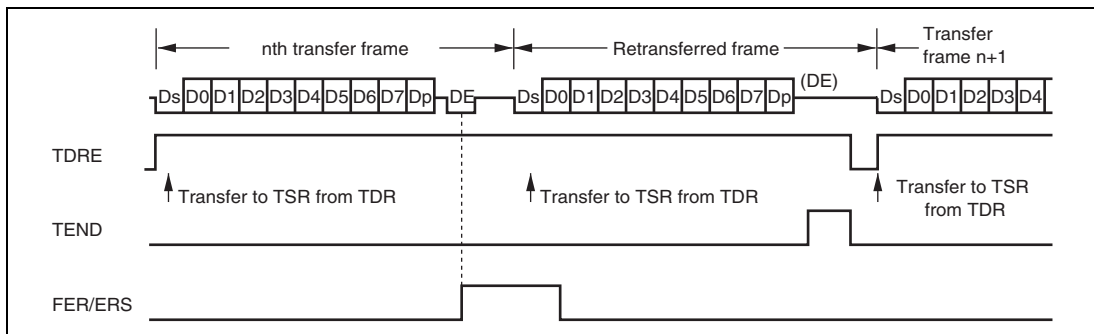 nth transfer frame
Retransferred frame
Transfer
frame n+1
Ds D0 D1 D2 D3 D4 D5 D6 D7 Dp DE
Ds D0 D1 D2 D3 D4 D5 D6 D7 Dp (DE)
Ds D0 D1 D2 D3 D4
TDRE
Transfer to TSR from TDR
Transfer to TSR from TDR
Transfer to TSR
from TDR
TEND
FER/ERS